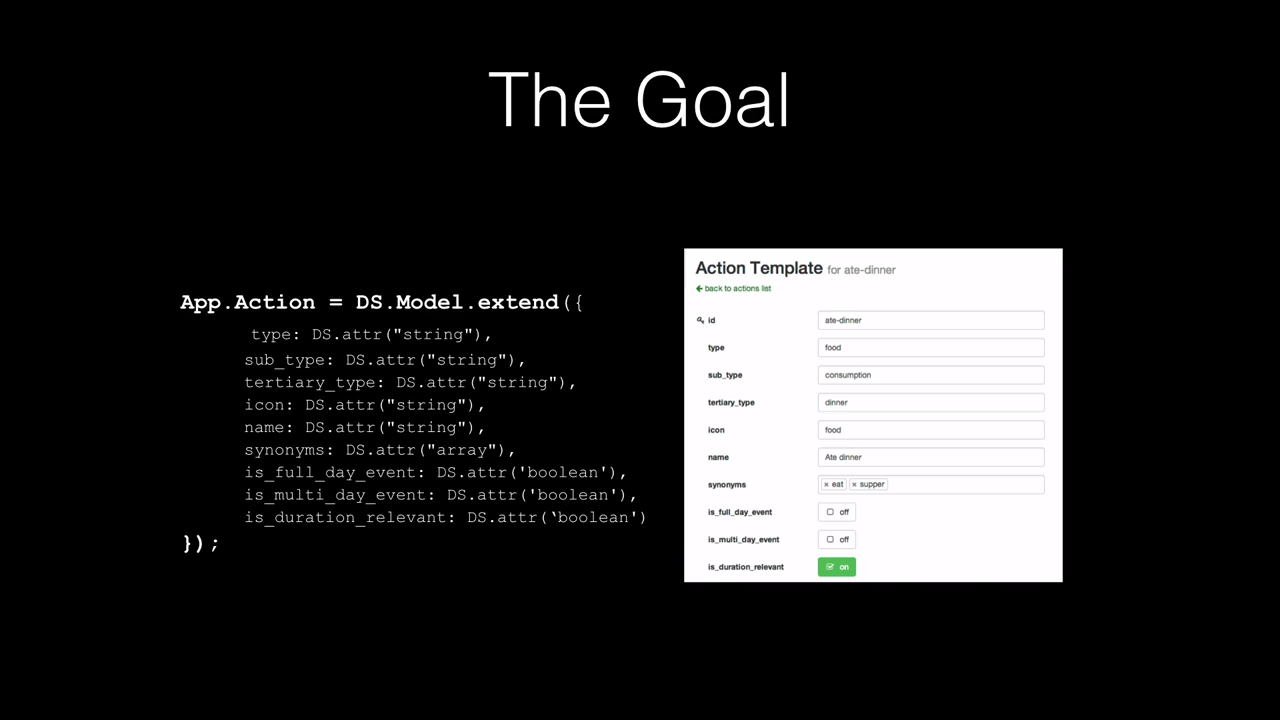 The Goal
App.Action = DS.Model.extend({
type: DS.attr("string"),
sub_type: DS.attr("string"),
tertiary_type: DS.attr("string"),
icon: DS.attr("string"),
name: DS.attr("string"),
synonyms: DS.attr("array"),
is_full_day_event: DS.attr('boolean'),
is_multi_day_event: DS.attr('boolean'),
is_duration_relevant: DS.attr(‘boolean')
});
Action Template for ate-dinner
back to actions list
id ate-dinner
type food
sub_type consumption
tertiary_type dinner
icon food
name Ate dinner
synonyms × eat × supper
is_full_day_event off
is_multi_day_event off
is_duration_relevant on